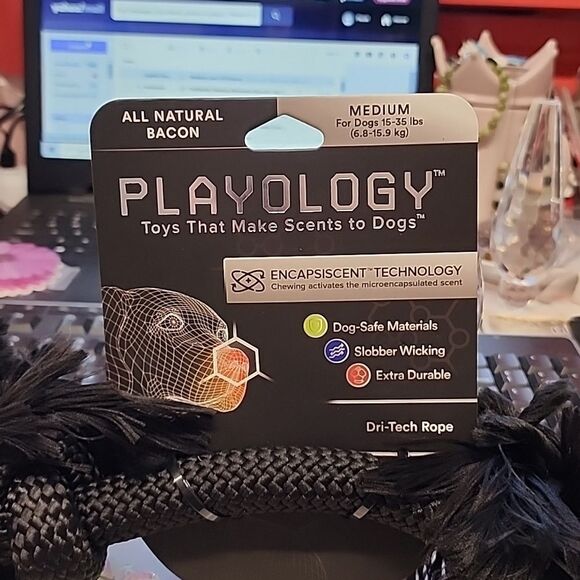 ALL NATURAL
BACON
MEDIUM
For Dogs 15-35 lbs
(6.8-15.9 kg)
PLAYOLOGY™
Toys That Make Scents to Dogs™
ENCAPSISCENT™ TECHNOLOGY
Chewing activates the microencapsulated scent
Dog-Safe Materials
Slobber Wicking
Extra Durable
Dri-Tech Rope